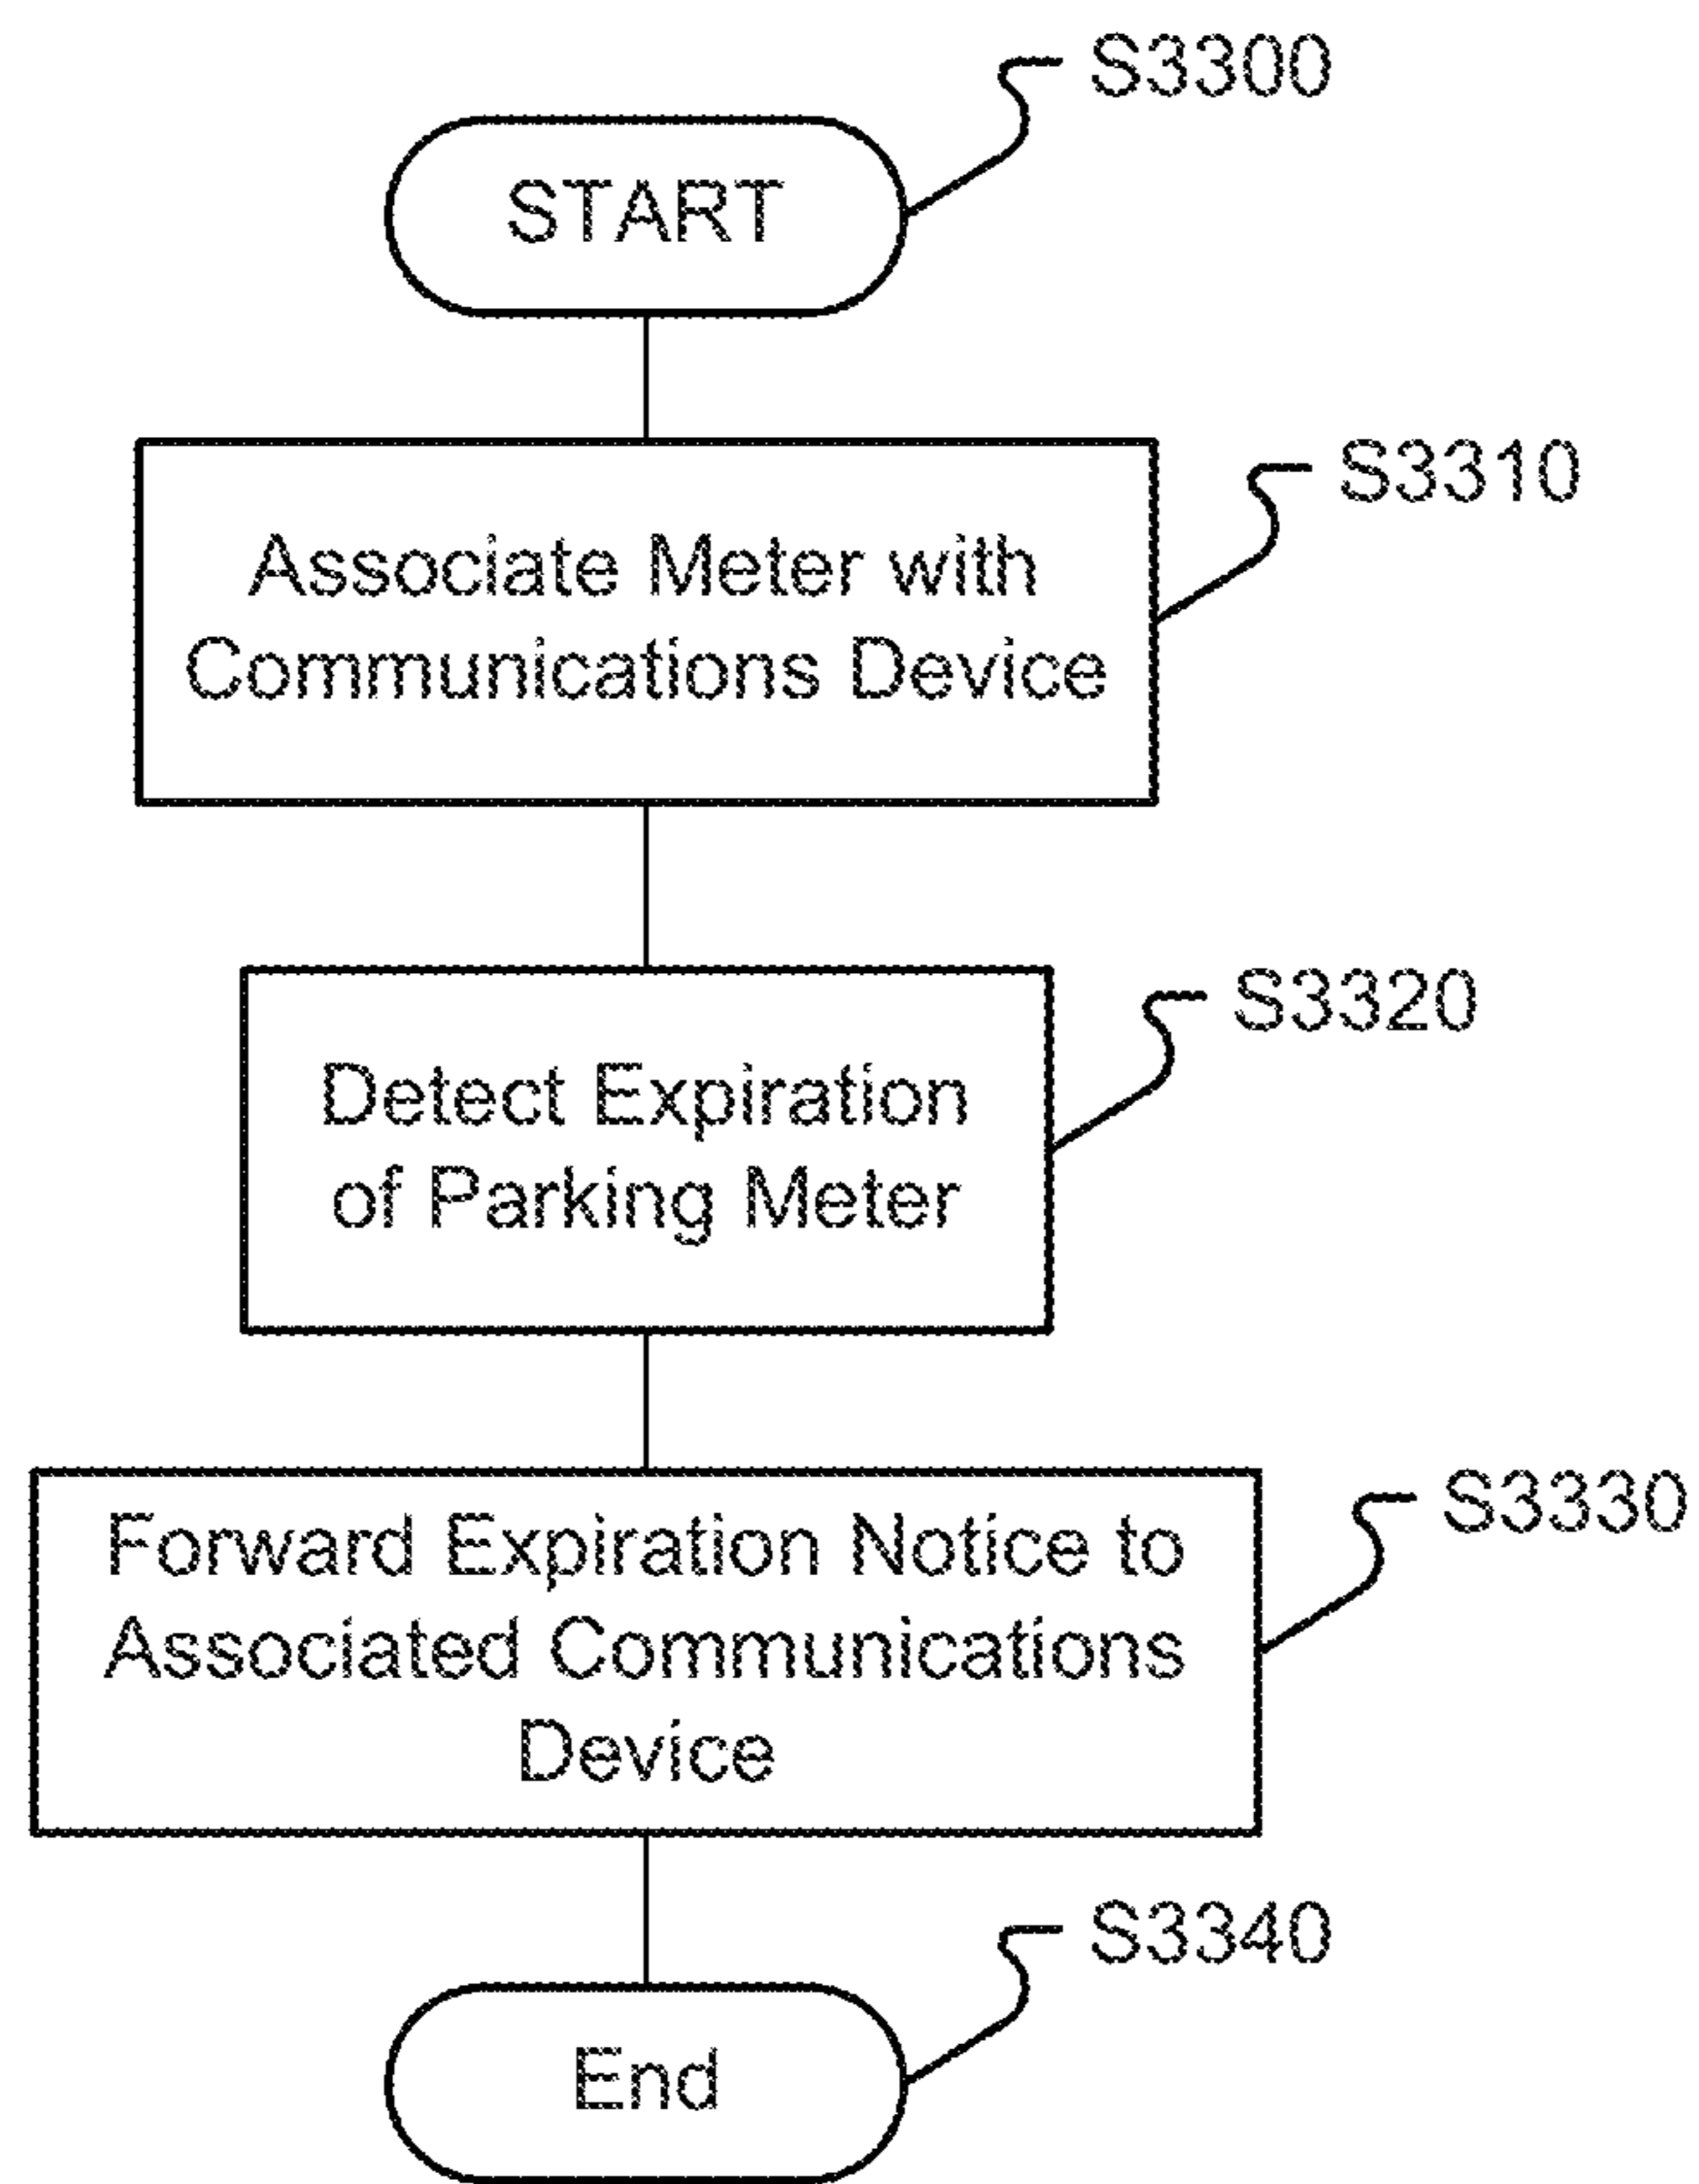 S3300
START
S3310
Associate Meter with
Communications Device
S3320
Detect Expiration
of Parking Meter
S3330
Forward Expiration Notice to
Associated Communications
Device
S3340
End